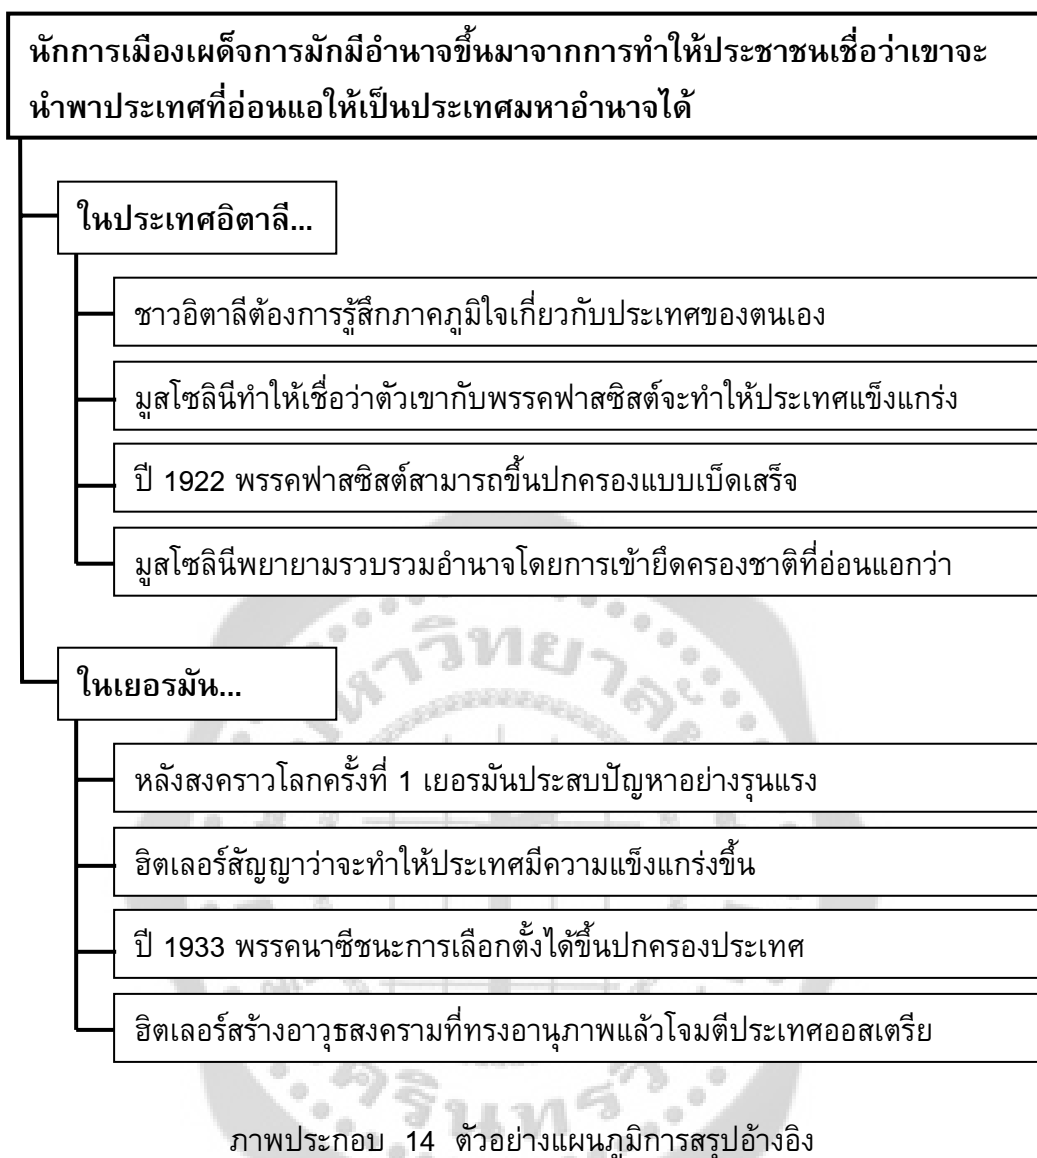 นักการเมืองเผด็จการมักมีอำนาจขึ้นมาจากการทำให้ประชาชนเชื่อว่าเขาจะ
นำพาประเทศที่อ่อนแอให้เป็นประเทศมหาอำนาจได้
ในประเทศอิตาลี...
ชาวอิตาลีต้องการรู้สึกภาคภูมิใจเกี่ยวกับประเทศของตนเอง
มูสโซลินีทำให้เชื่อว่าตัวเขากับพรรคฟาสซิสต์จะทำให้ประเทศแข็งแกร่ง
ปี 1922 พรรคฟาสซิสต์สามารถขึ้นปกครองแบบเบ็ดเสร็จ
มูสโซลินีพยายามรวบรวมอำนาจโดยการเข้ายึดครองชาติที่อ่อนแอกว่า
ในเยอรมัน...
หลังสงคราวโลกครั้งที่ 1 เยอรมันประสบปัญหาอย่างรุนแรง
ฮิตเลอร์สัญญาว่าจะทำให้ประเทศมีความแข็งแกร่งขึ้น
ปี 1933 พรรคนาซีชนะการเลือกตั้งได้ขึ้นปกครองประเทศ
ฮิตเลอร์สร้างอาวุธสงครามที่ทรงอานุภาพแล้วโจมตีประเทศออสเตรีย
ภาพประกอบ 14 ตัวอย่างแผนภูมิการสรุปอ้างอิง